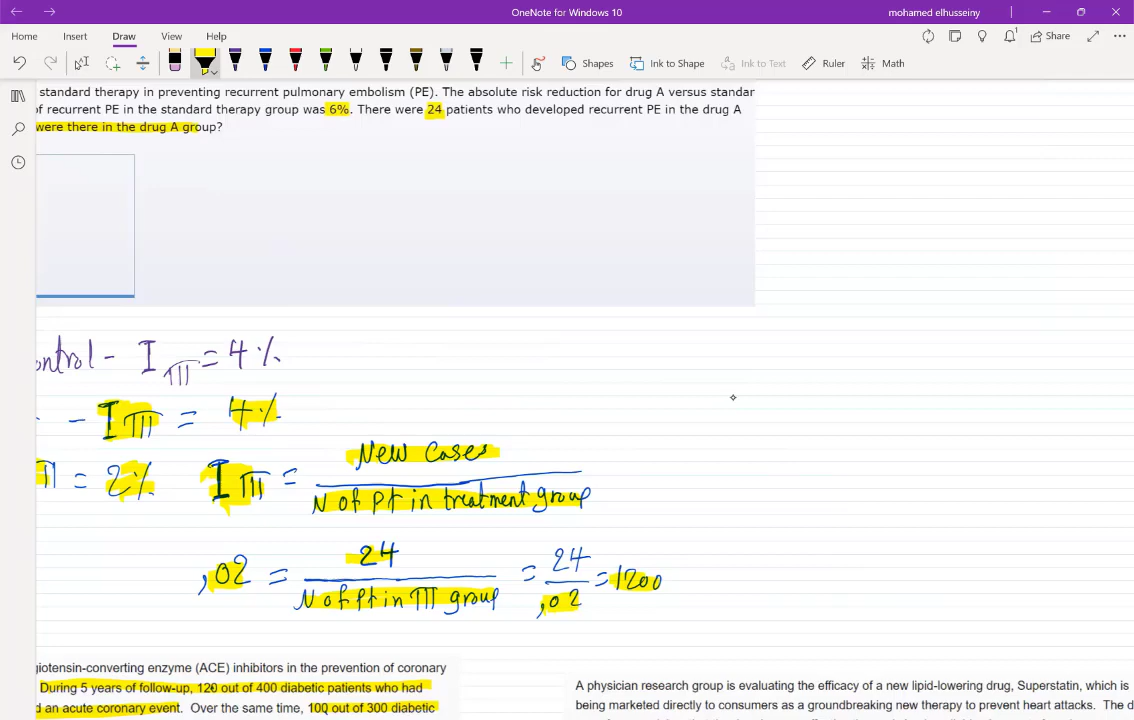 OneNote for Windows 10
mohamed elhusseiny
Home Insert Draw View Help
Shapes Ink to Shape Ink to Text Ruler Math Share
standard therapy in preventing recurrent pulmonary embolism (PE). The absolute risk reduction for drug A versus standar
of recurrent PE in the standard therapy group was 6%. There were 24 patients who developed recurrent PE in the drug A
were there in the drug A group?
ontrol - I TTT = 4%
- I TTT = 4%
= 2% I TTT = New Cases
N of Pt in treatment group
,02 = 24 = 24 = 1200
N of Pt in TTT group ,02
giotensin-converting enzyme (ACE) inhibitors in the prevention of coronary
During 5 years of follow-up, 120 out of 400 diabetic patients who had
d an acute coronary event. Over the same time, 100 out of 300 diabetic
A physician research group is evaluating the efficacy of a new lipid-lowering drug, Superstatin, which is
being marketed directly to consumers as a groundbreaking new therapy to prevent heart attacks. The d